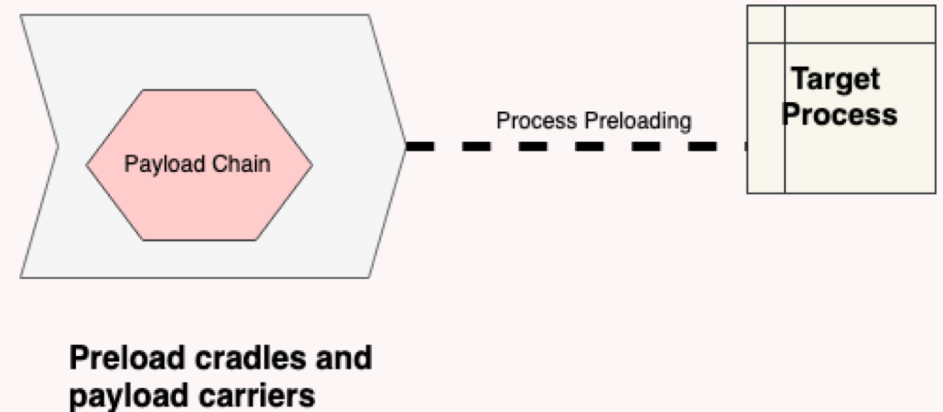 Target
Process
Process Preloading
Payload Chain
Preload cradles and
payload carriers